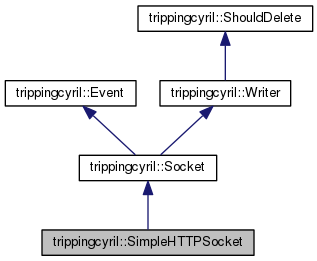 trippingcyril::ShouldDelete
trippingcyril::Event
trippingcyril::Writer
trippingcyril::Socket
trippingcyril::SimpleHTTPSocket